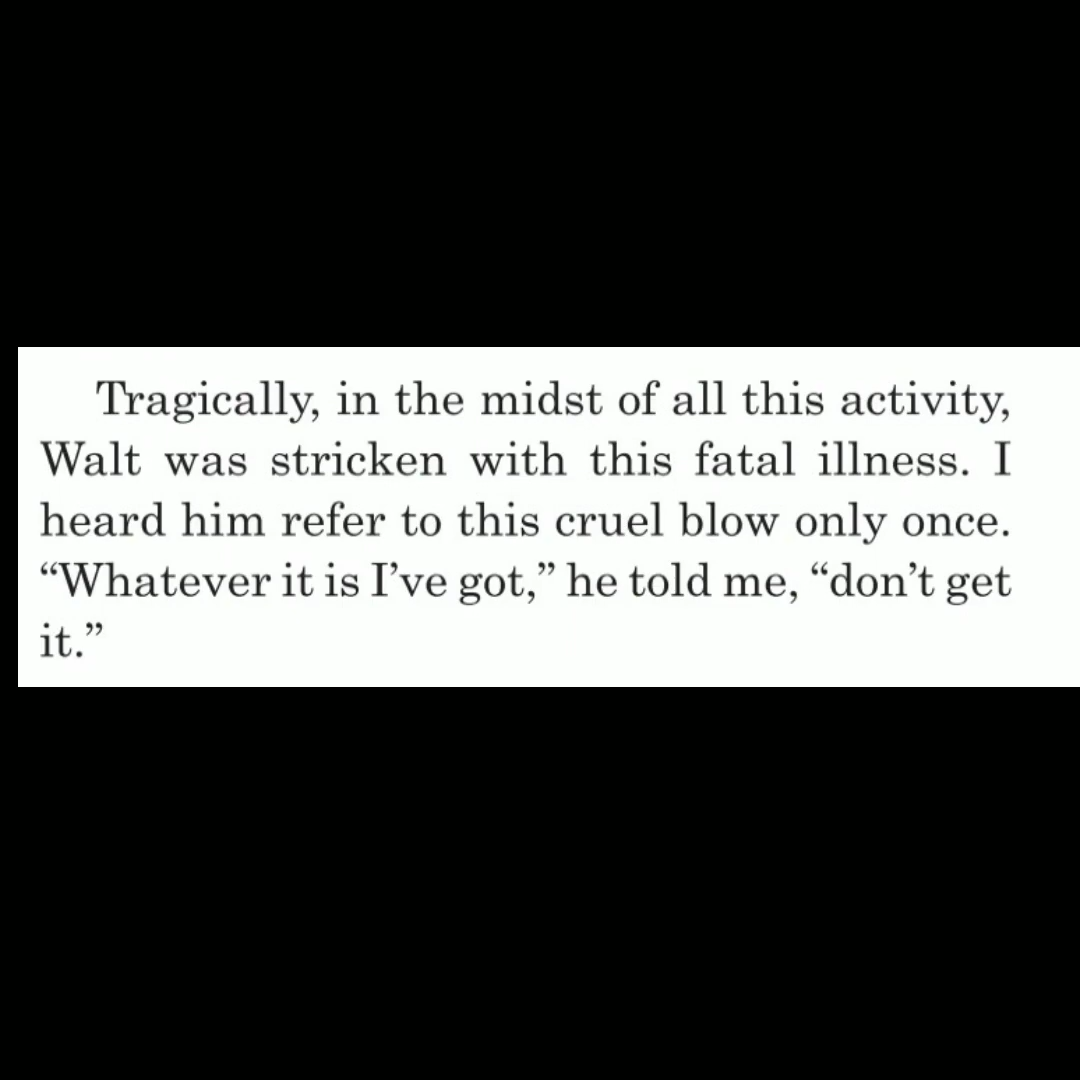 Tragically, in the midst of all this activity,
Walt was stricken with this fatal illness. I
heard him refer to this cruel blow only once.
“Whatever it is I’ve got,” he told me, “don’t get
it.”